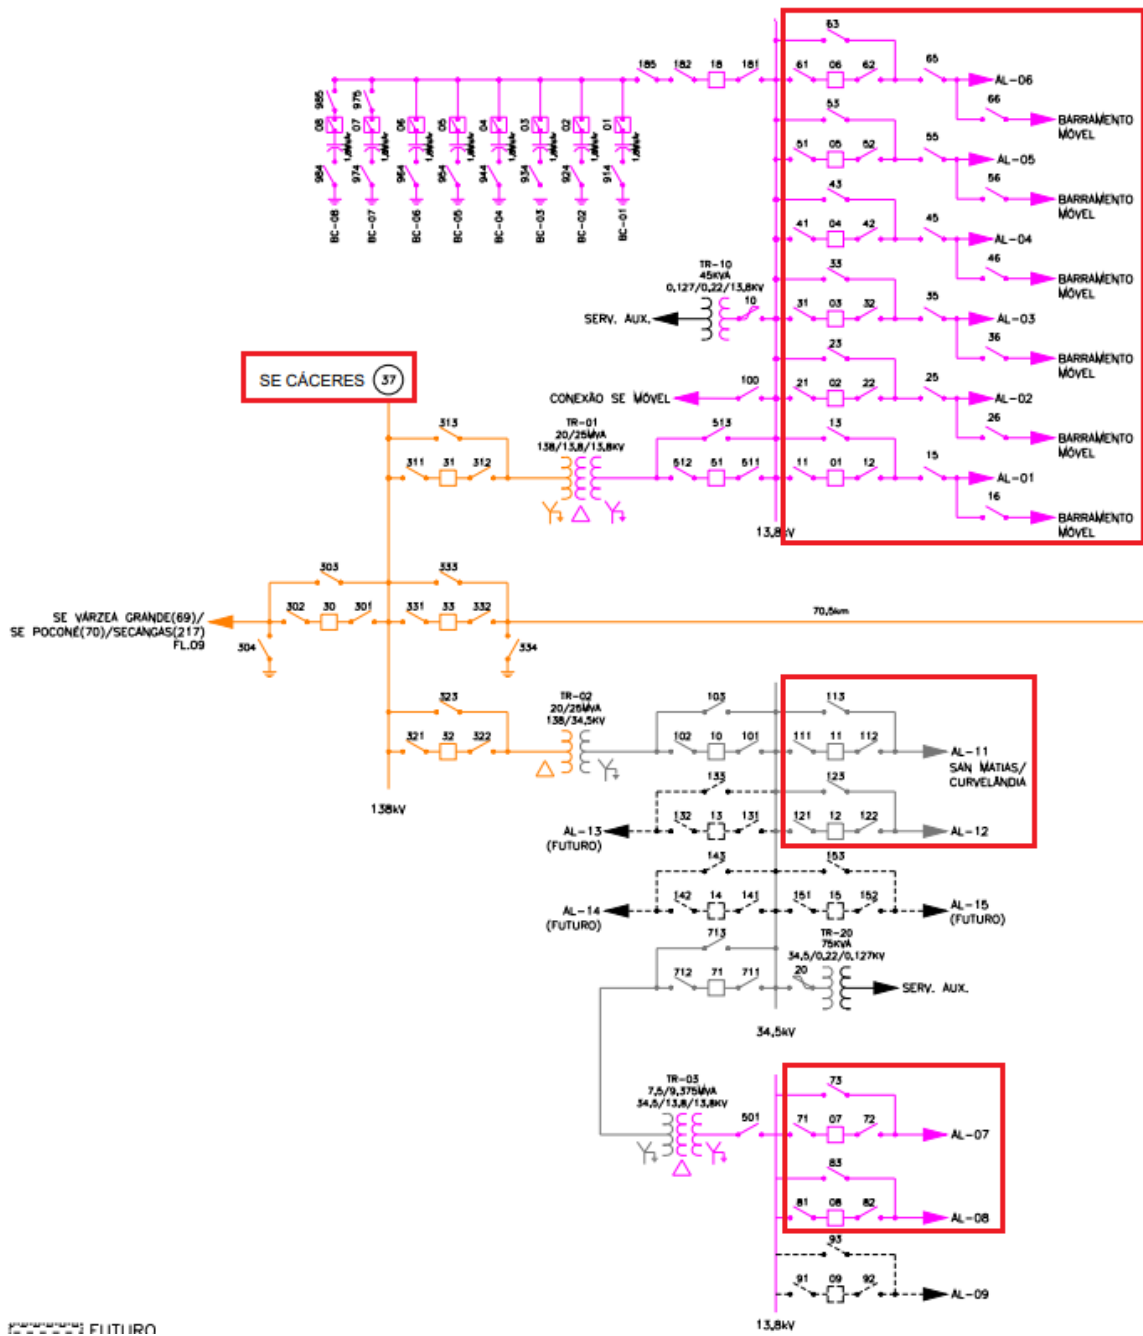 63
185 182 18 181 61 06 62 65
AL-06
66
BARRAMENTO
MÓVEL
985 975
08 07 06 05 04 03 02 01
53
51 05 52 55
AL-05
984 974 964 954 944 934 924 914
56
BARRAMENTO
MÓVEL
BC-08 BC-07 BC-06 BC-05 BC-04 BC-03 BC-02 BC-01
43
41 04 42 45
AL-04
46
BARRAMENTO
MÓVEL
TR-10
45KVA
0,127/0,22/13,8KV
10
SERV. AUX.
33
31 03 32 35
AL-03
36
BARRAMENTO
MÓVEL
23
SE CÁCERES 37
100
CONEXÃO SE MÓVEL
21 02 22 25
AL-02
26
BARRAMENTO
MÓVEL
313
311 31 312
TR-01
20/25MVA
138/13,8/13,8KV
513
512 51 511
13
11 01 12 15
AL-01
16
BARRAMENTO
MÓVEL
13,8kV
303 333
302 30 301 331 33 332
70,5km
SE VÁRZEA GRANDE(69)/
SE POCONÉ(70)/SECANGAS(217)
FL.09
304 334
323
321 32 322
TR-02
20/25MVA
138/34,5KV
103 113
102 10 101 111 11 112
AL-11
SAN MATIAS/
CURVELÂNDIA
138kV
133 123
132 13 131 121 12 122
AL-13
(FUTURO)
AL-12
143 153
142 14 141 151 15 152
AL-14
(FUTURO)
AL-15
(FUTURO)
713
712 71 711
TR-20
75KVA
34,5/0,22/0,127KV
20
SERV. AUX.
34,5kV
TR-03
7,5/9,375MVA
34,5/13,8/13,8KV
501
73
71 07 72
AL-07
83
81 08 82
AL-08
93
91 09 92
AL-09
13,8kV
FUTURO